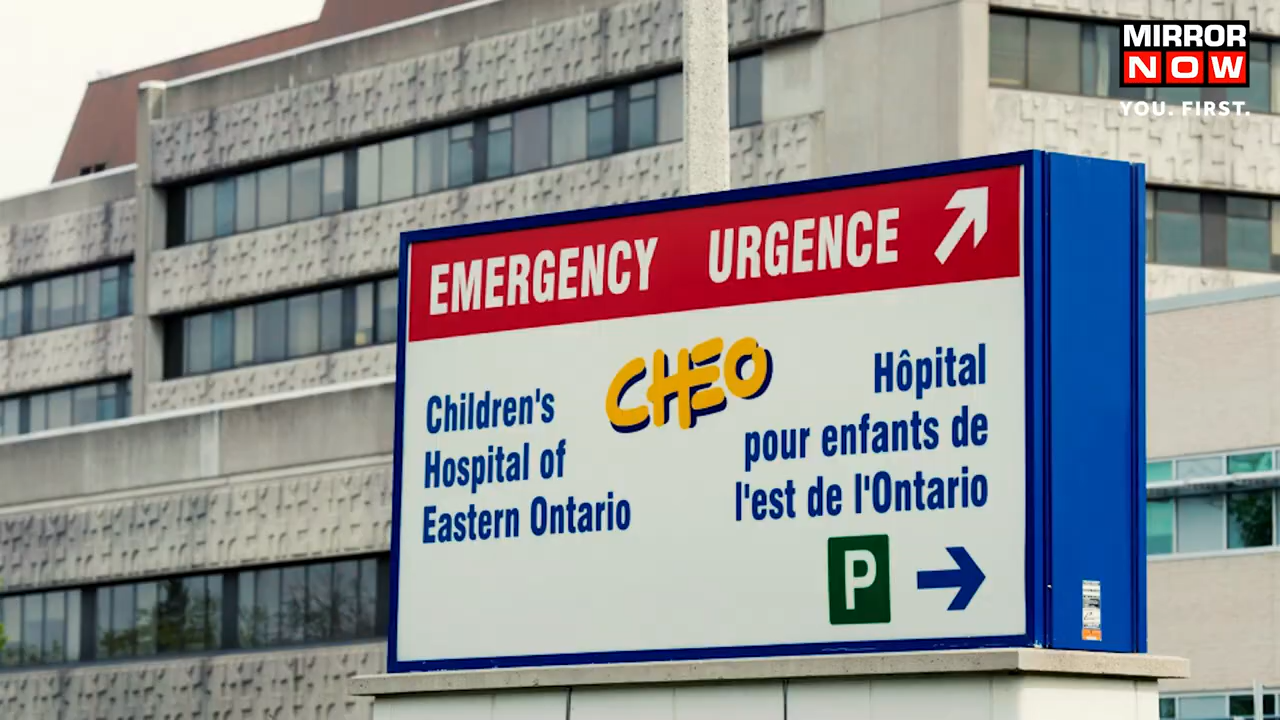 MIRROR
NOW
YOU. FIRST.
EMERGENCY URGENCE
CHEO
Children's
Hospital of
Eastern Ontario
Hôpital
pour enfants de
l'est de l'Ontario
P